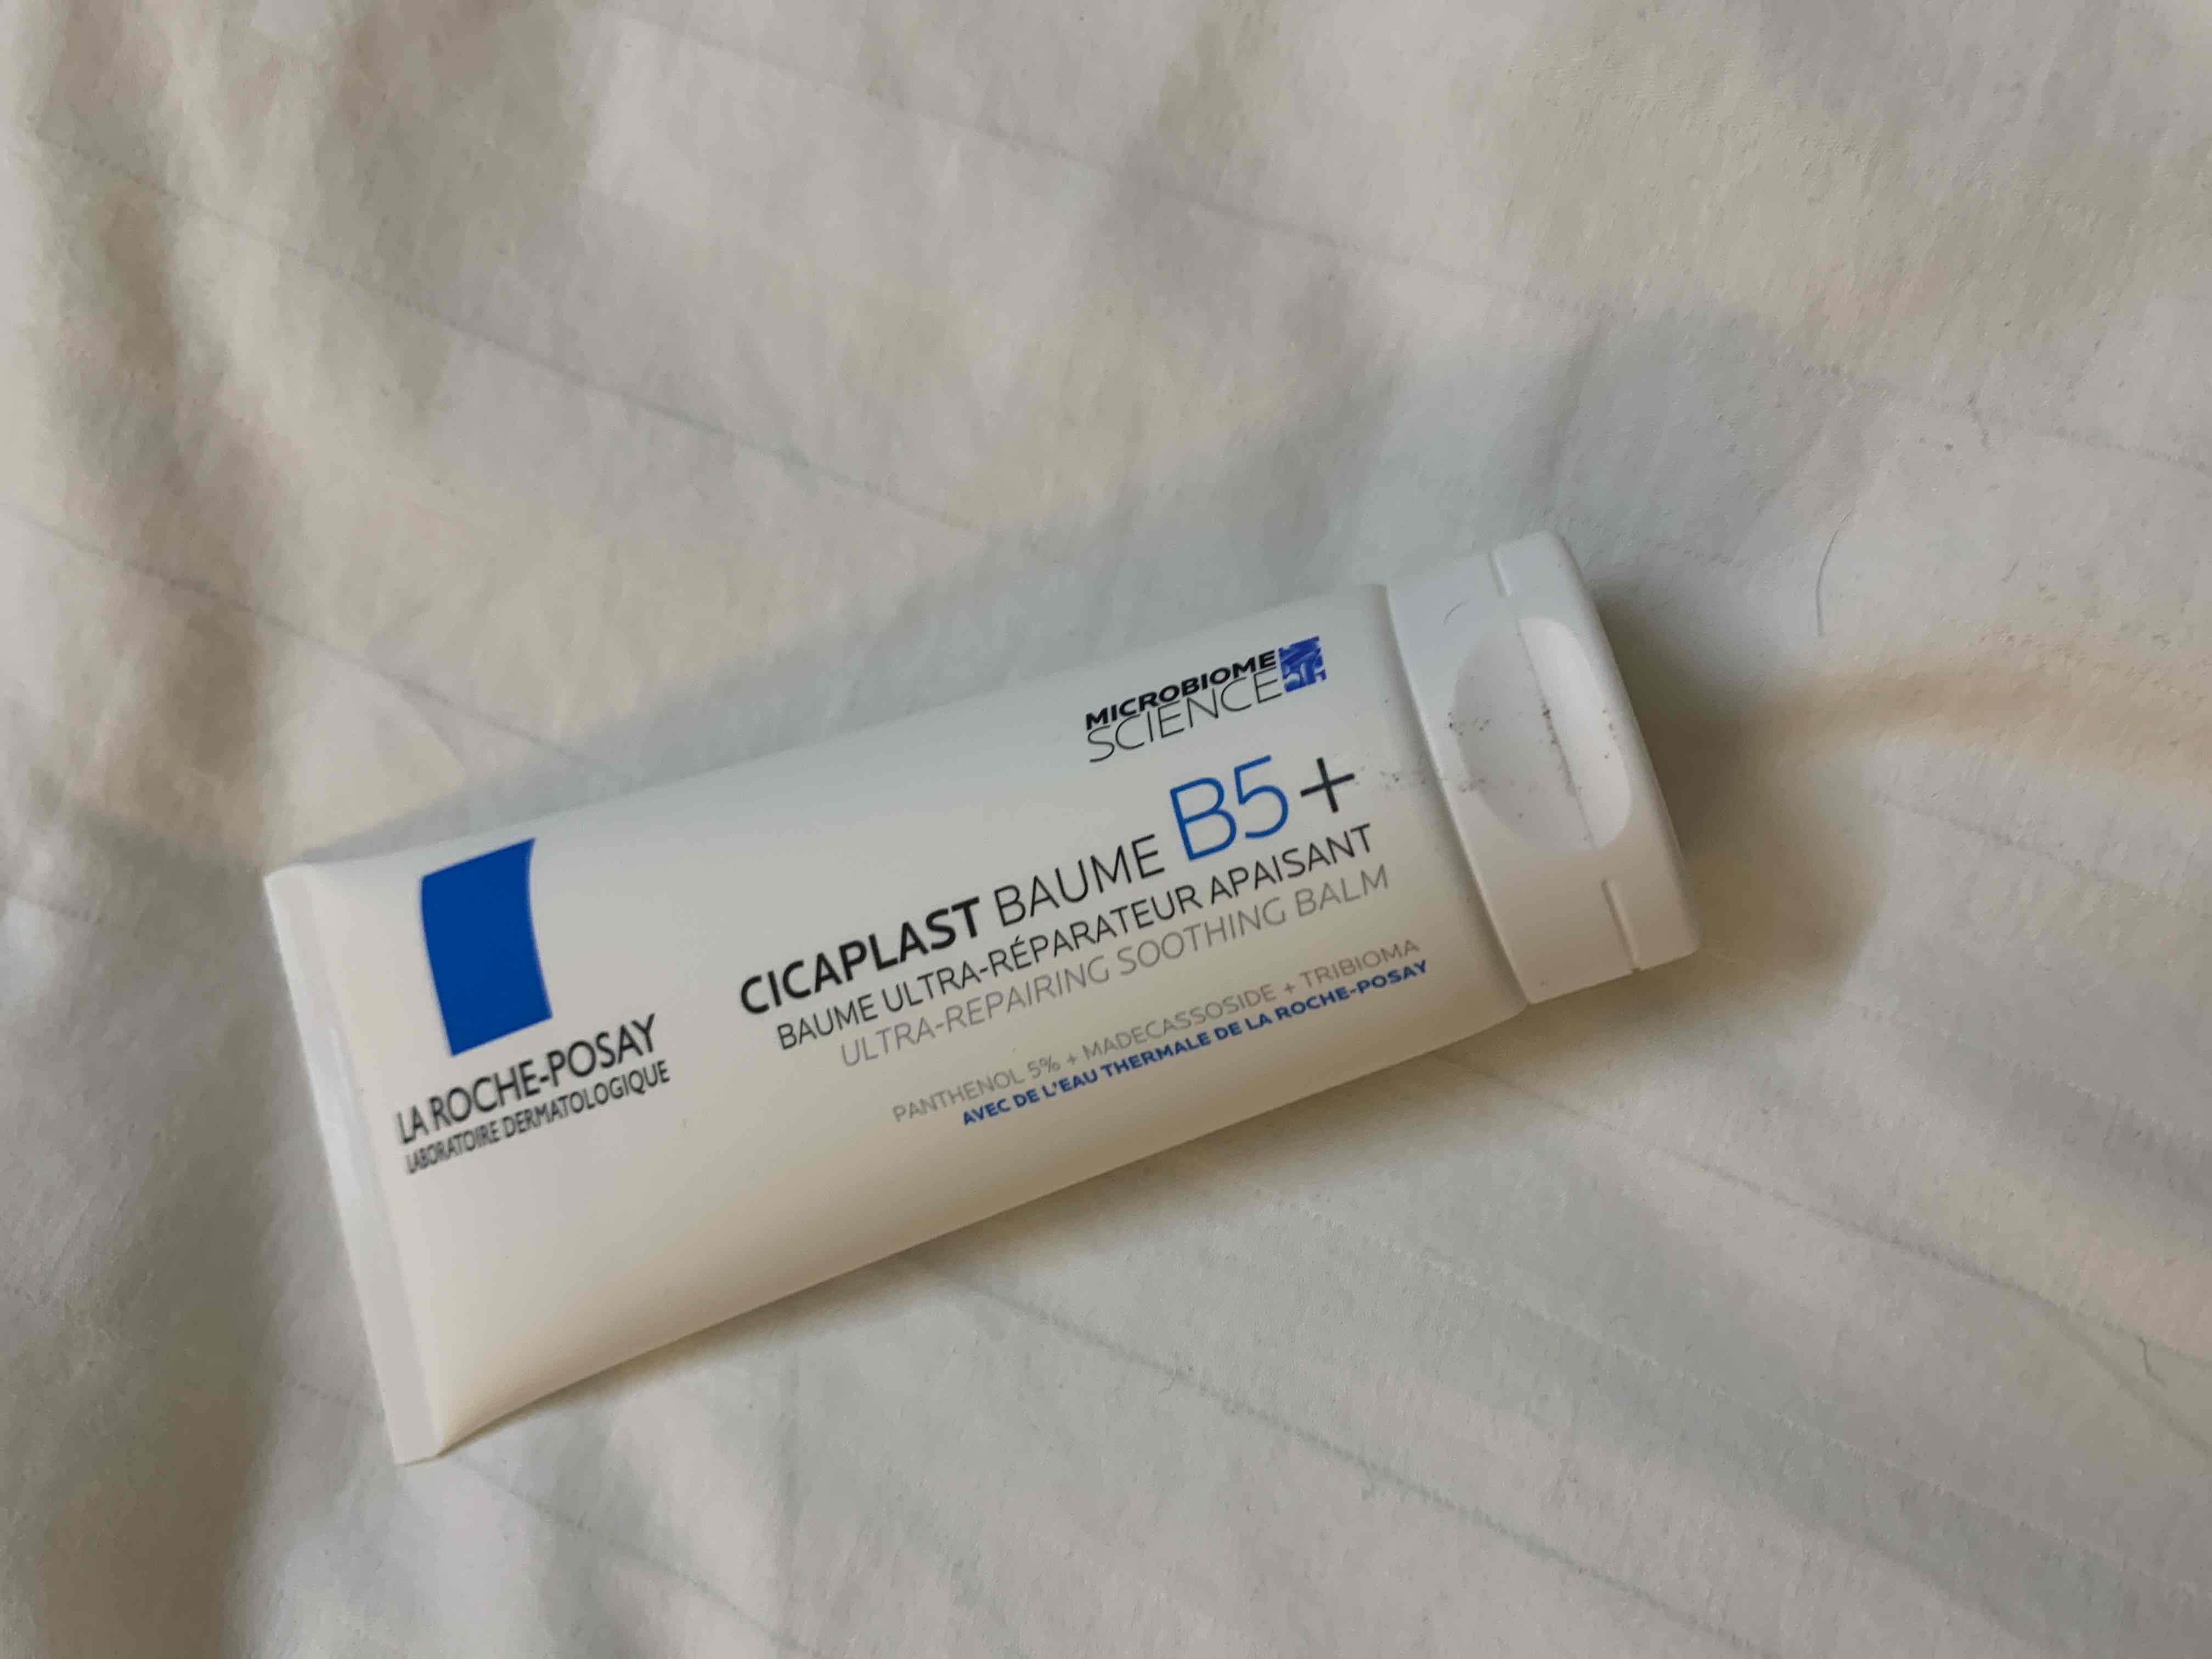 MICROBIOME
SCIENCE
CICAPLAST BAUME B5+
BAUME ULTRA-RÉPARATEUR APAISANT
ULTRA-REPAIRING SOOTHING BALM
PANTHENOL 5% + MADECASSOSIDE + TRIBIOMA
AVEC DE L'EAU THERMALE DE LA ROCHE-POSAY
LA ROCHE-POSAY
LABORATOIRE DERMATOLOGIQUE